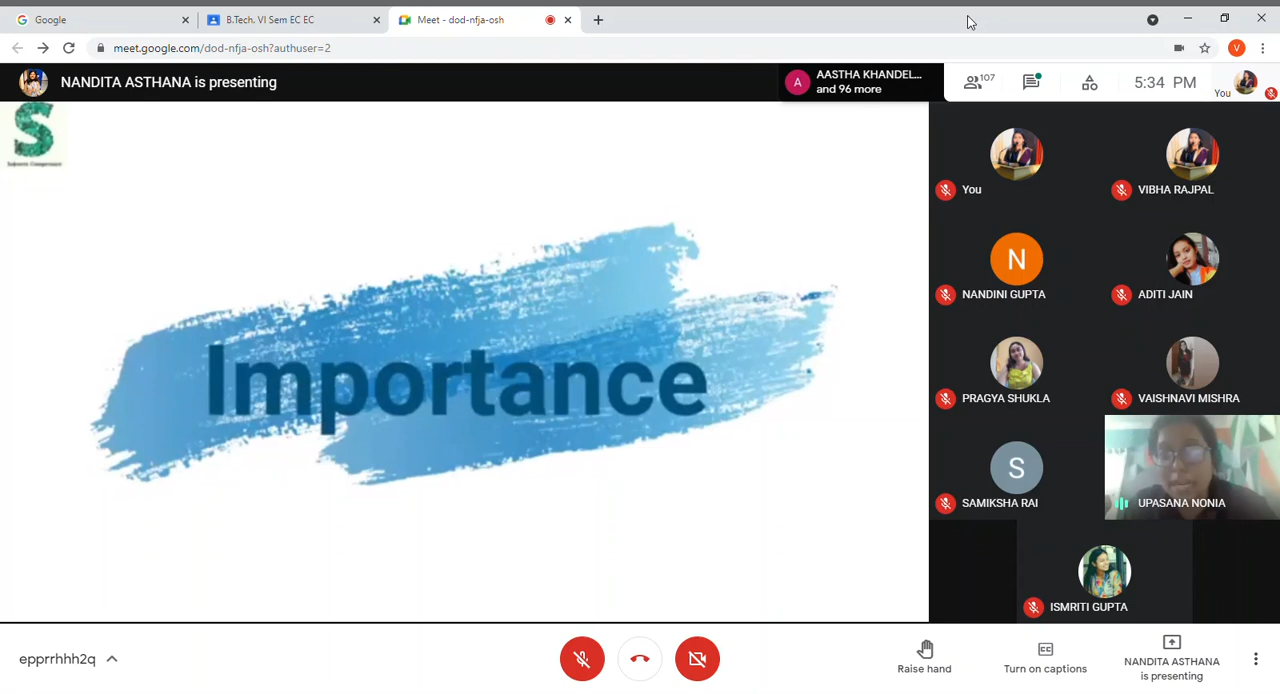 Google
B.Tech. VI Sem EC EC
Meet - dod-nfja-osh
meet.google.com/dod-nfja-osh?authuser=2
V
NANDITA ASTHANA is presenting
A
AASTHA KHANDEL...
and 96 more
107
5:34 PM
You
S
Importance
You
VIBHA RAJPAL
N
NANDINI GUPTA
ADITI JAIN
PRAGYA SHUKLA
VAISHNAVI MISHRA
S
SAMIKSHA RAI
UPASANA NONIA
ISMRITI GUPTA
epprrhhh2q
Raise hand
Turn on captions
NANDITA ASTHANA
is presenting